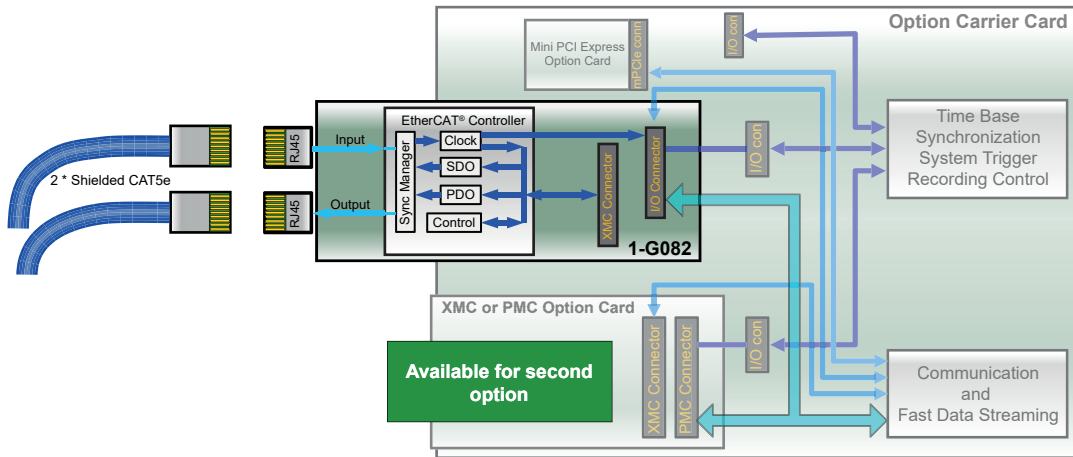 Option Carrier Card
Mini PCI Express
Option Card
mPCIe conn
I/O con
EtherCAT® Controller
Input
RJ45
Sync Manager
Clock
SDO
PDO
Control
XMC Connector
I/O Connector
I/O con
Time Base
Synchronization
System Trigger
Recording Control
2 * Shielded CAT5e
Output
RJ45
1-G082
XMC or PMC Option Card
Available for second
option
XMC Connector
PMC Connector
I/O con
Communication
and
Fast Data Streaming